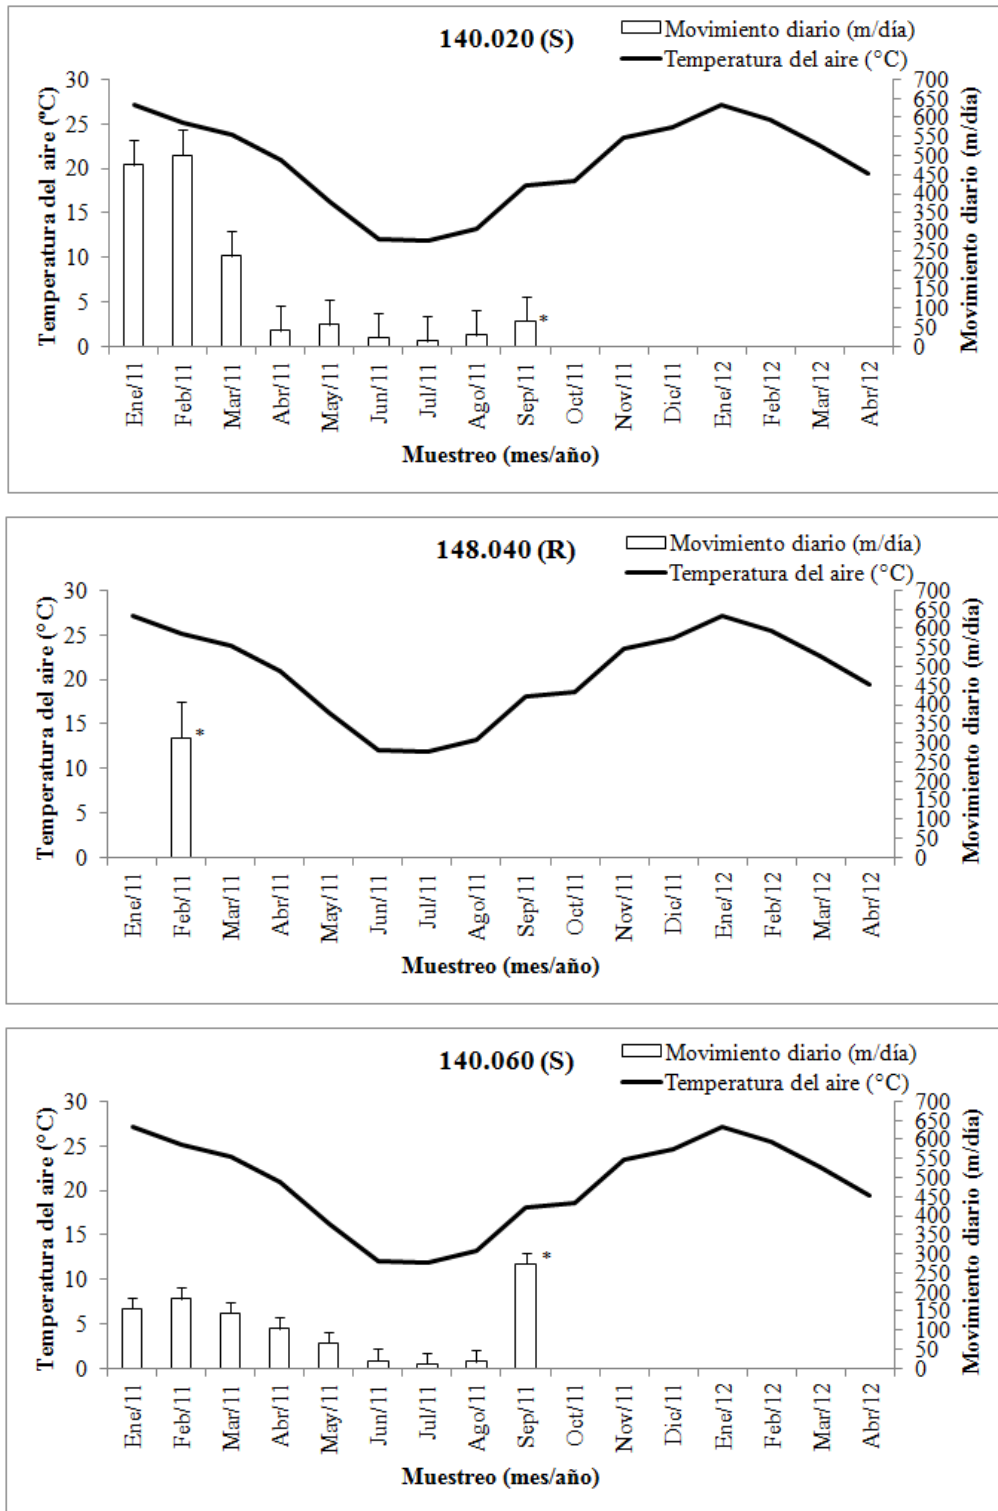 140.020 (S)
Movimiento diario (m/día)
Temperatura del aire (°C)
Temperatura del aire (ºC)
30
25
20
15
10
5
0
700
650
600
550
500
450
400
350
300
250
200
150
100
50
0
Movimiento diario (m/día)
*
Ene/11
Feb/11
Mar/11
Abr/11
May/11
Jun/11
Jul/11
Ago/11
Sep/11
Oct/11
Nov/11
Dic/11
Ene/12
Feb/12
Mar/12
Abr/12
Muestreo (mes/año)
148.040 (R)
Movimiento diario (m/día)
Temperatura del aire (°C)
Temperatura del aire (°C)
30
25
20
15
10
5
0
700
650
600
550
500
450
400
350
300
250
200
150
100
50
0
Movimiento diario (m/día)
*
Ene/11
Feb/11
Mar/11
Abr/11
May/11
Jun/11
Jul/11
Ago/11
Sep/11
Oct/11
Nov/11
Dic/11
Ene/12
Feb/12
Mar/12
Abr/12
Muestreo (mes/año)
140.060 (S)
Movimiento diario (m/día)
Temperatura del aire (°C)
Temperatura del aire (°C)
30
25
20
15
10
5
0
700
650
600
550
500
450
400
350
300
250
200
150
100
50
0
Movimiento diario (m/día)
*
Ene/11
Feb/11
Mar/11
Abr/11
May/11
Jun/11
Jul/11
Ago/11
Sep/11
Oct/11
Nov/11
Dic/11
Ene/12
Feb/12
Mar/12
Abr/12
Muestreo (mes/año)